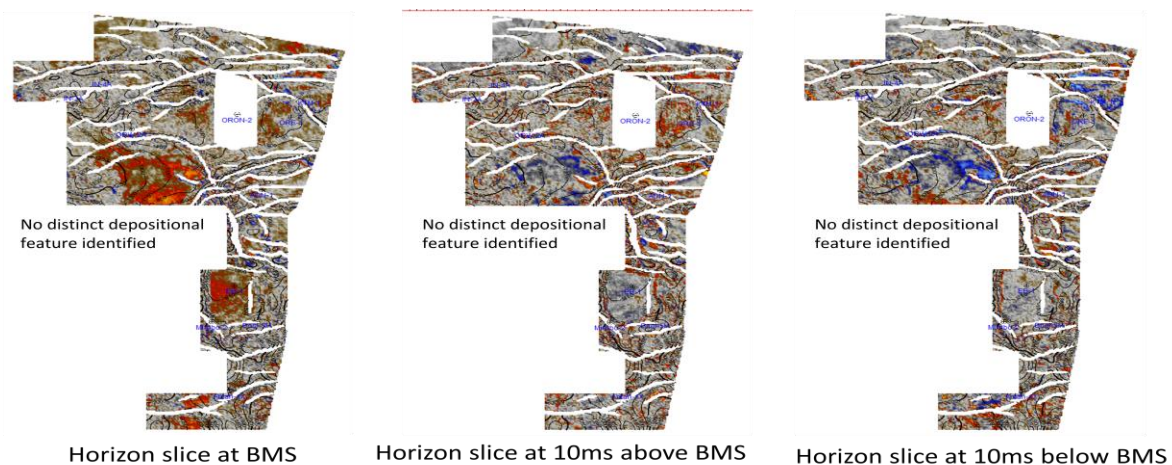 ORON-2
ORON-2
ORON-2
No distinct depositional
feature identified
No distinct depositional
feature identified
No distinct depositional
feature identified
Horizon slice at BMS
Horizon slice at 10ms above BMS
Horizon slice at 10ms below BMS